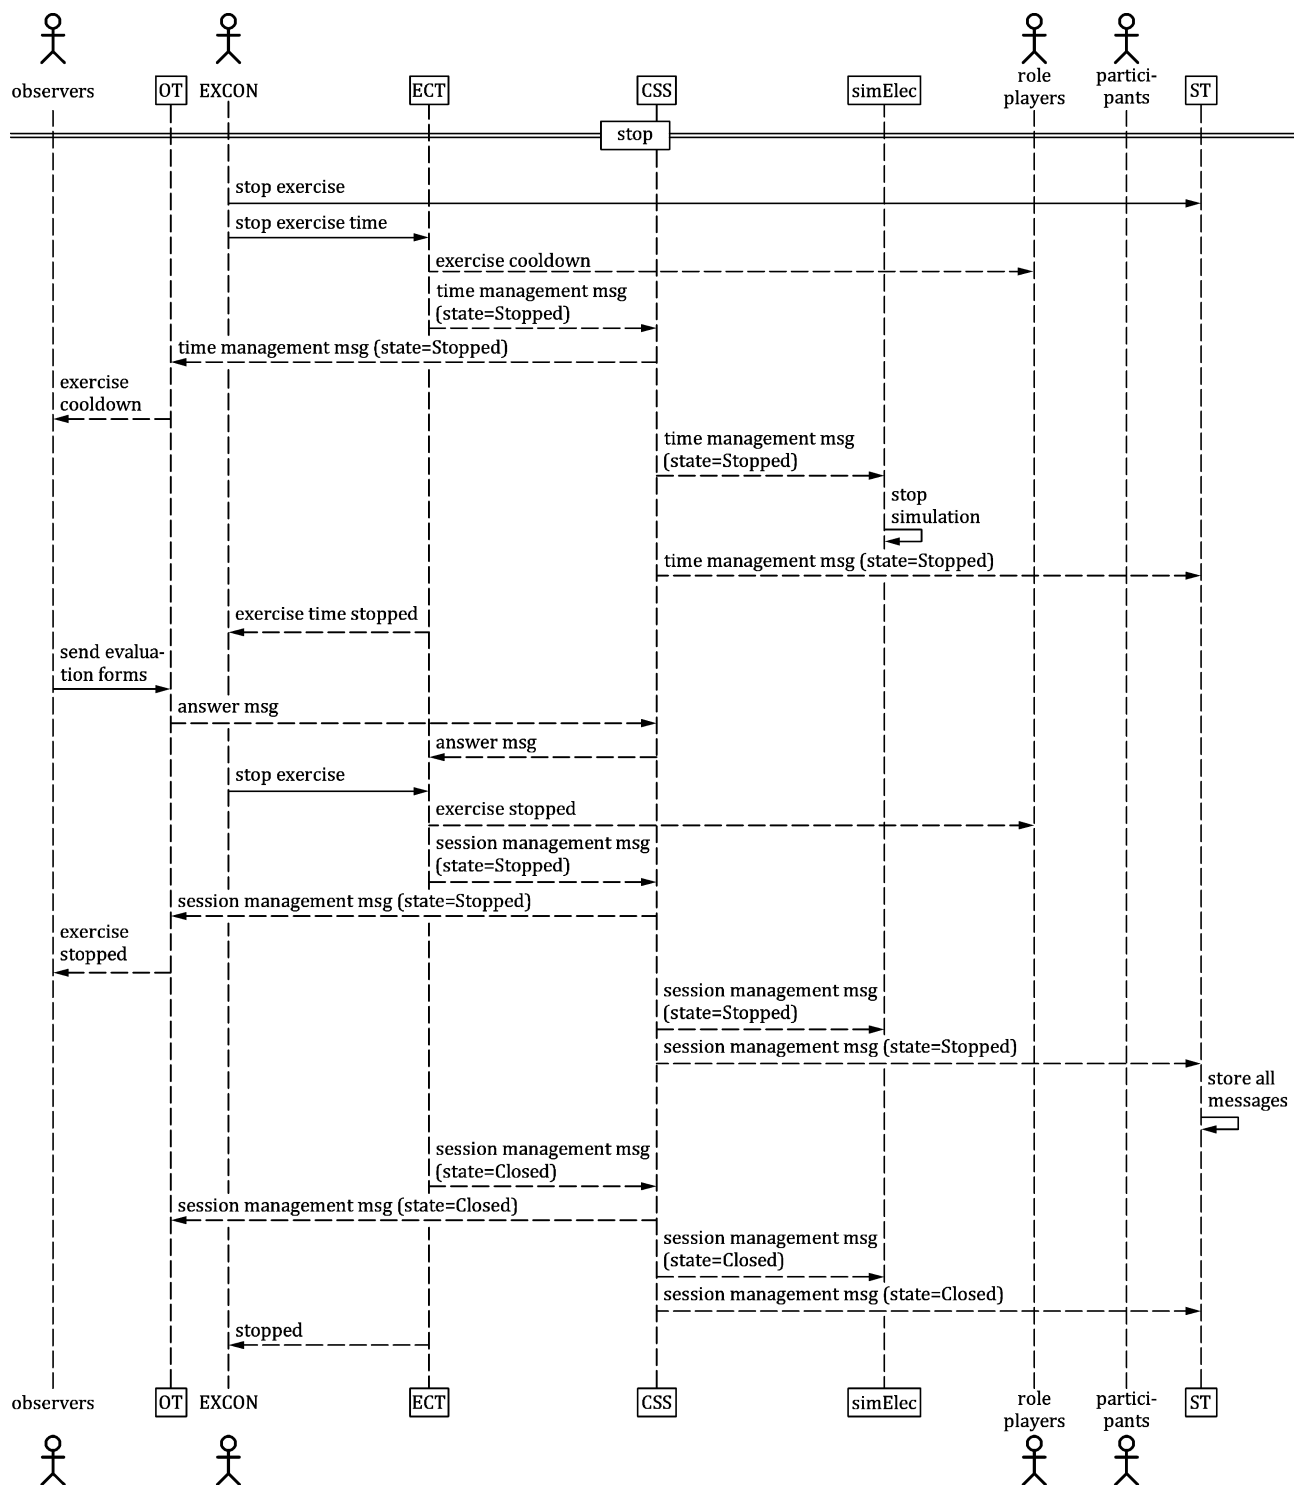 observers
OT
EXCON
ECT
CSS
simElec
role
players
partici-
pants
ST
stop
stop exercise
stop exercise time
exercise cooldown
time management msg
(state=Stopped)
time management msg (state=Stopped)
exercise
cooldown
time management msg
(state=Stopped)
stop
simulation
time management msg (state=Stopped)
exercise time stopped
send evalua-
tion forms
answer msg
answer msg
stop exercise
exercise stopped
session management msg
(state=Stopped)
session management msg (state=Stopped)
exercise
stopped
session management msg
(state=Stopped)
session management msg (state=Stopped)
store all
messages
session management msg
(state=Closed)
session management msg (state=Closed)
session management msg
(state=Closed)
session management msg (state=Closed)
stopped
observers
OT
EXCON
ECT
CSS
simElec
role
players
partici-
pants
ST